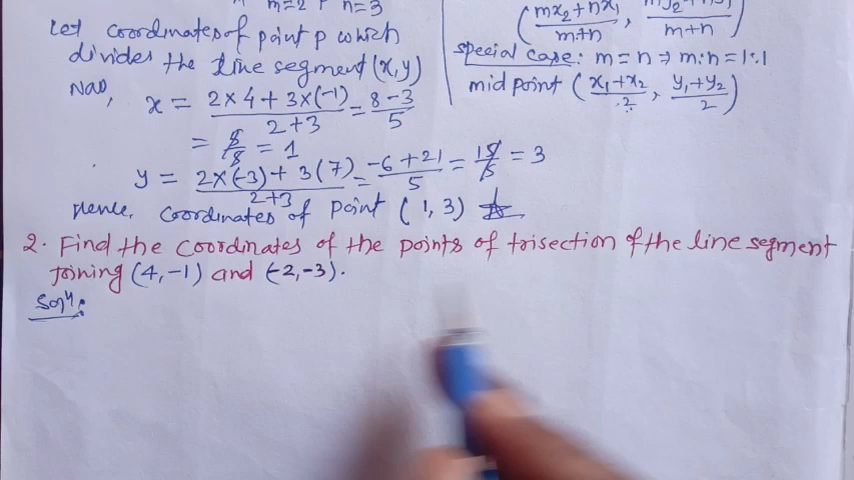 m=2, n=3
Let coordinates of point p which
divides the line segment (x,y)
Now,
x = 2×4+3×(-1)/2+3 = 8-3/5
= 5/5 = 1
y = 2×(-3)+3(7)/2+3 = -6+21/5 = 15/5 = 3
Hence, coordinates of point (1,3)
(mx2+nx1/m+n, my2+ny1/m+n)
special case: m=n ⇒ m:n=1:1
mid point (x1+x2/2, y1+y2/2)
2. Find the coordinates of the points of trisection of the line segment
joining (4,-1) and (-2,-3).
Solⁿ: